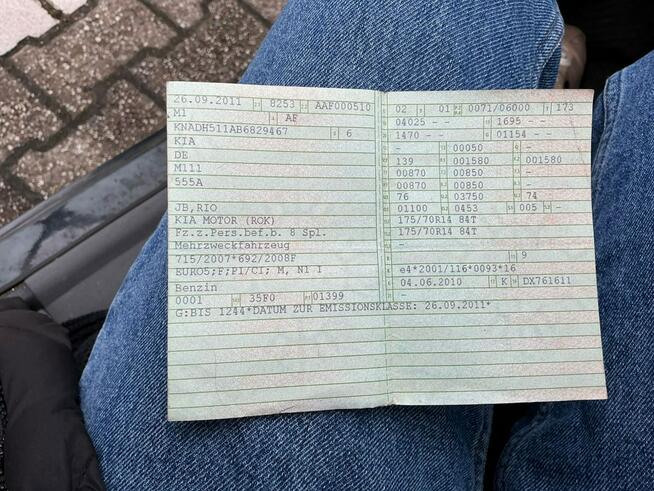 26.09.2011 8253 AAF000510
M1 AF
KNADH511AB6829467 6
KIA
DE
M111
555A
JB,RIO
KIA MOTOR (ROK)
Fz.z.Pers.bef.b. 8 Spl.
Mehrzweckfahrzeug
715/2007*692/2008F
EURO5;F;PI/CI; M, N1 I
Benzin
0001 35F0 01399
G:BIS 1244*DATUM ZUR EMISSIONSKLASSE: 26.09.2011*
02 01 0071/06000 173
04025 - - 1695 - -
1470 - - 01154 - -
- 00050 -
139 001580 001580
00870 00850 -
00870 00850 -
76 03750 74
01100 0453 005 -
175/70R14 84T
175/70R14 84T
-
- 9
e4*2001/116*0093*16
04.06.2010 K DX761611
-